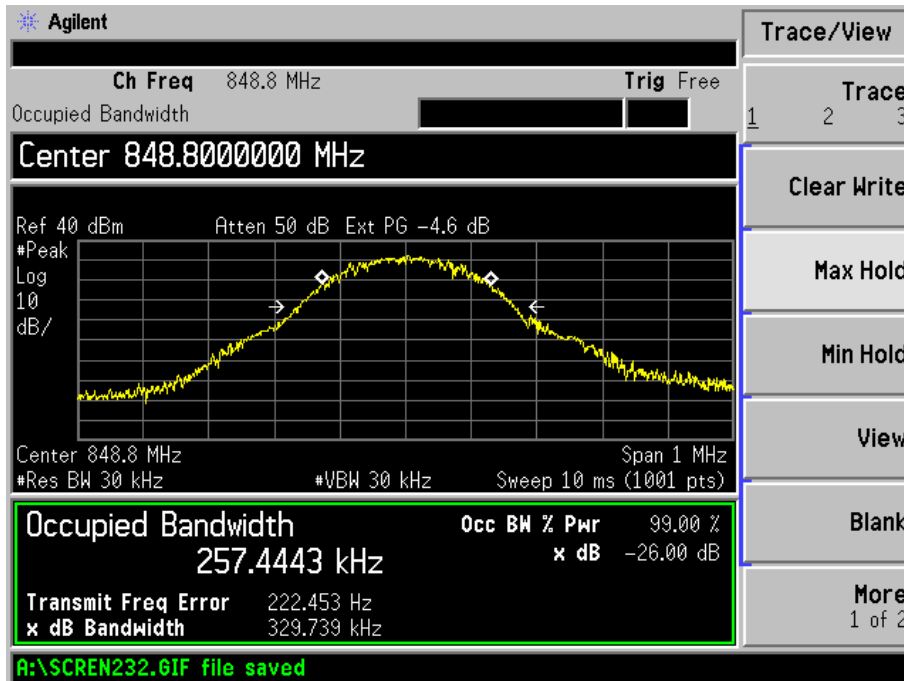 Agilent
Trace/View
Ch Freq 848.8 MHz Trig Free
Occupied Bandwidth
Center 848.8000000 MHz
Ref 40 dBm Atten 50 dB Ext PG -4.6 dB
#Peak
Log
10
dB/
Center 848.8 MHz Span 1 MHz
#Res BW 30 kHz #VBW 30 kHz Sweep 10 ms (1001 pts)
Occupied Bandwidth
257.4443 kHz
Occ BW % Pwr 99.00 %
x dB -26.00 dB
Transmit Freq Error 222.453 Hz
x dB Bandwidth 329.739 kHz
A:\SCREN232.GIF file saved
Trace
1 2 3
Clear Write
Max Hold
Min Hold
View
Blank
More
1 of 2